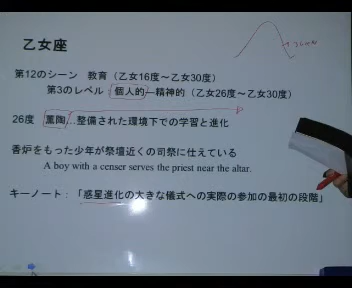 乙女座
第12のシーン 教育（乙女16度～乙女30度）
第3のレベル：個人的―精神的（乙女26度～乙女30度）
26度 薫陶…整備された環境下での学習と進化
香炉をもった少年が祭壇近くの司祭に仕えている
A boy with a censer serves the priest near the altar.
キーノート：「惑星進化の大きな儀式への実際の参加の最初の段階」